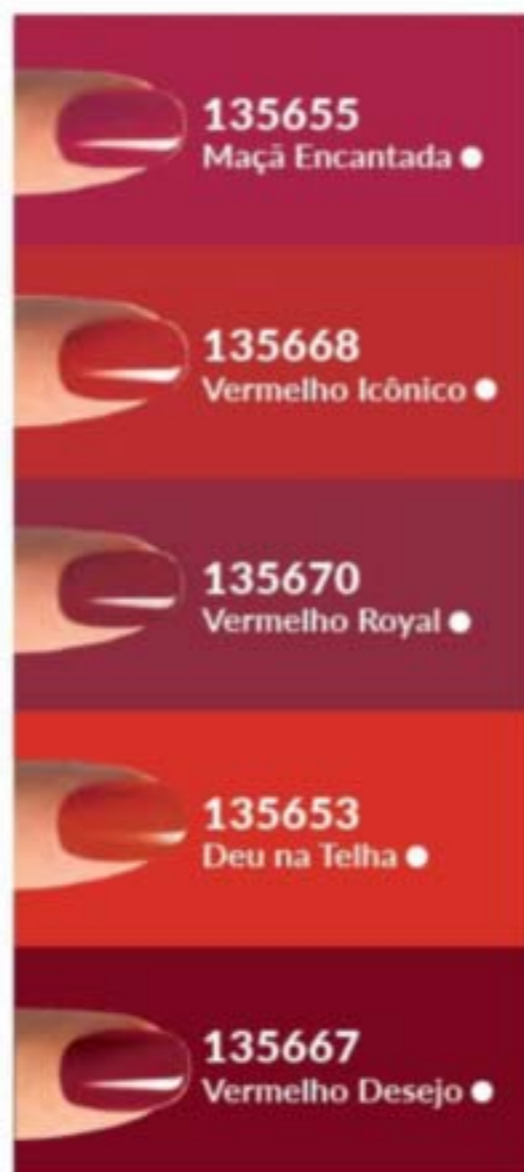 135655
Maçã Encantada
135668
Vermelho Icônico
135670
Vermelho Royal
135653
Deu na Telha
135667
Vermelho Desejo